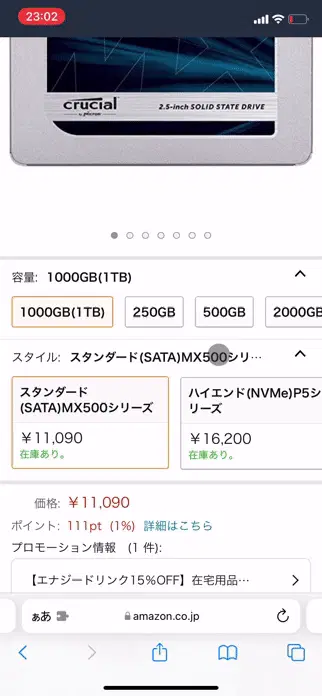 23:02
crucial
by micron
2.5-inch SOLID STATE DRIVE
容量: 1000GB(1TB)
1000GB(1TB) 250GB 500GB 2000G
スタイル: スタンダード(SATA)MX500シリ…
スタンダード
(SATA)MX500シリーズ
￥11,090
在庫あり。
ハイエンド(NVMe)P5シ
リーズ
￥16,200
在庫あり。
価格: ￥11,090
ポイント: 111pt (1%) 詳細はこちら
プロモーション情報 (1 件):
【エナジードリンク15%OFF】在宅用品…
ぁあ
amazon.co.jp